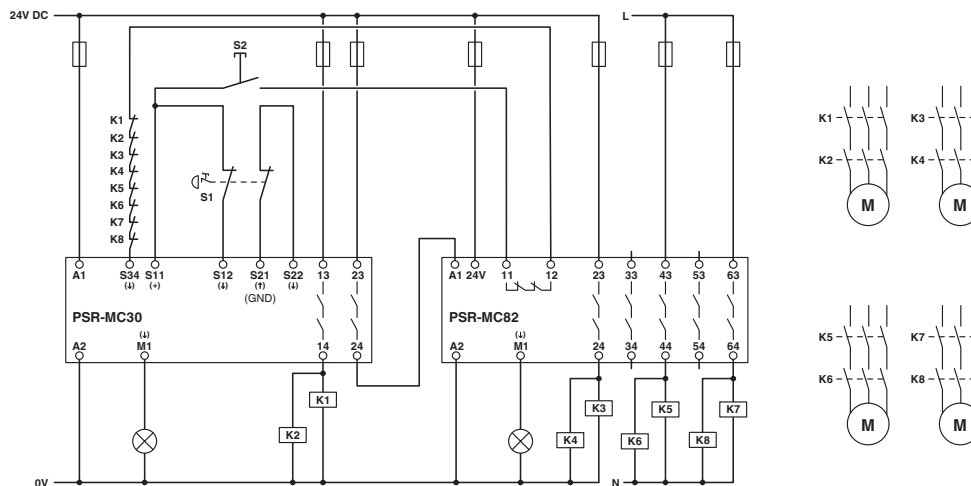 24V DC
L
S2
K1
K2
K3
K4
K5
K6
K7
K8
S1
A1 S34 S11 S12 S21 S22 13 23
(↓) (+) (↓) (↑) (↓)
(GND)
PSR-MC30
(↓)
A2 M1 14 24
A1 24V 11 12 23 33 43 53 63
PSR-MC82
(↓)
A2 M1 24 34 44 54 64
K1
K2
K3
K4
K5
K6
K7
K8
0V
N
K1 K3
K2 K4
M M
K5 K7
K6 K8
M M